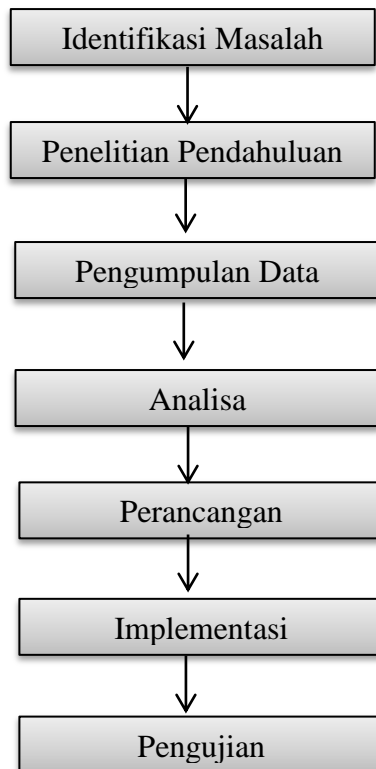 Identifikasi Masalah
Penelitian Pendahuluan
Pengumpulan Data
Analisa
Perancangan
Implementasi
Pengujian